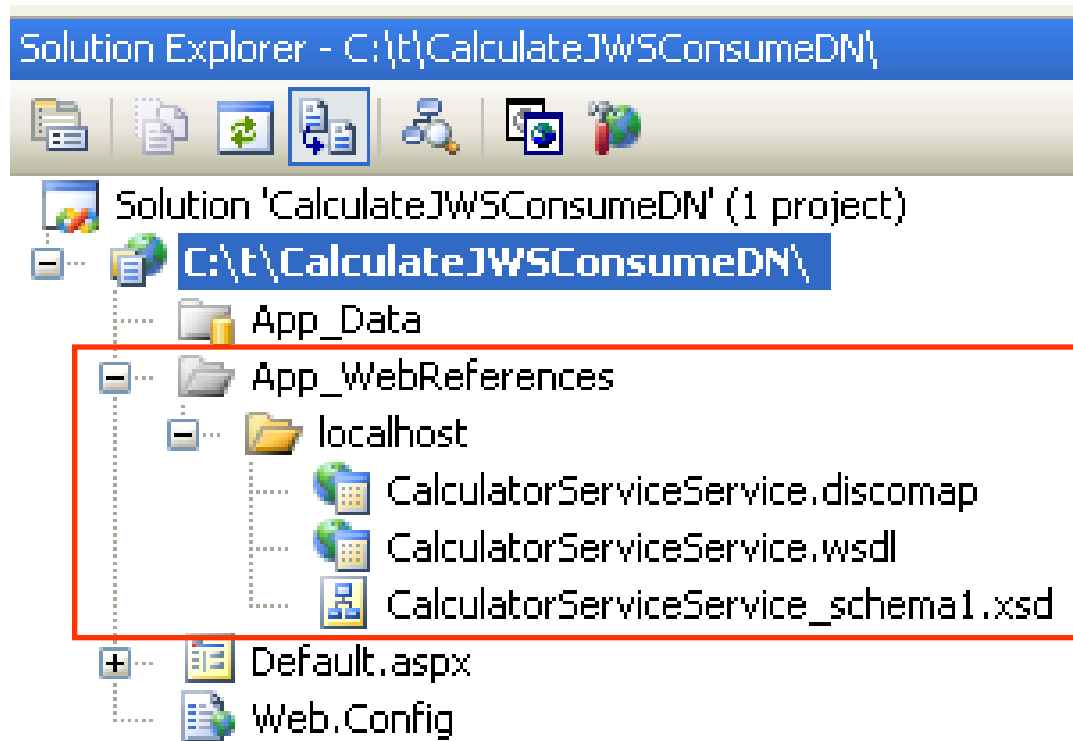 Solution Explorer - C:\t\CalculateJWSConsumeDN\
Solution 'CalculateJWSConsumeDN' (1 project)
C:\t\CalculateJWSConsumeDN\
App_Data
App_WebReferences
localhost
CalculatorServiceService.discomap
CalculatorServiceService.wsdl
CalculatorServiceService_schema1.xsd
Default.aspx
Web.Config